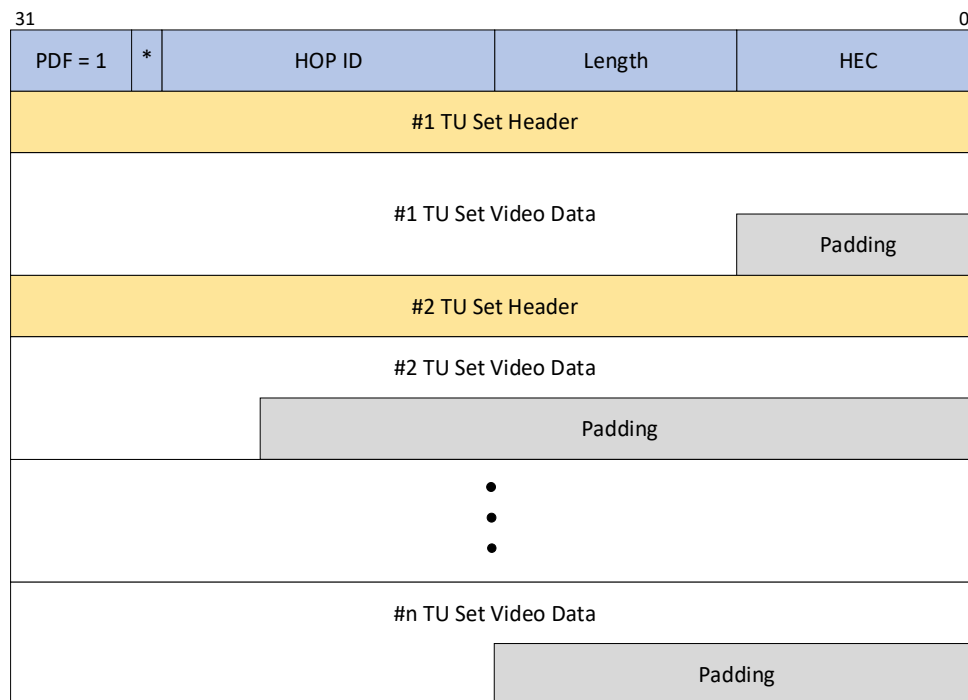 31 0
PDF = 1 * HOP ID Length HEC
#1 TU Set Header
#1 TU Set Video Data
Padding
#2 TU Set Header
#2 TU Set Video Data
Padding
#n TU Set Video Data
Padding